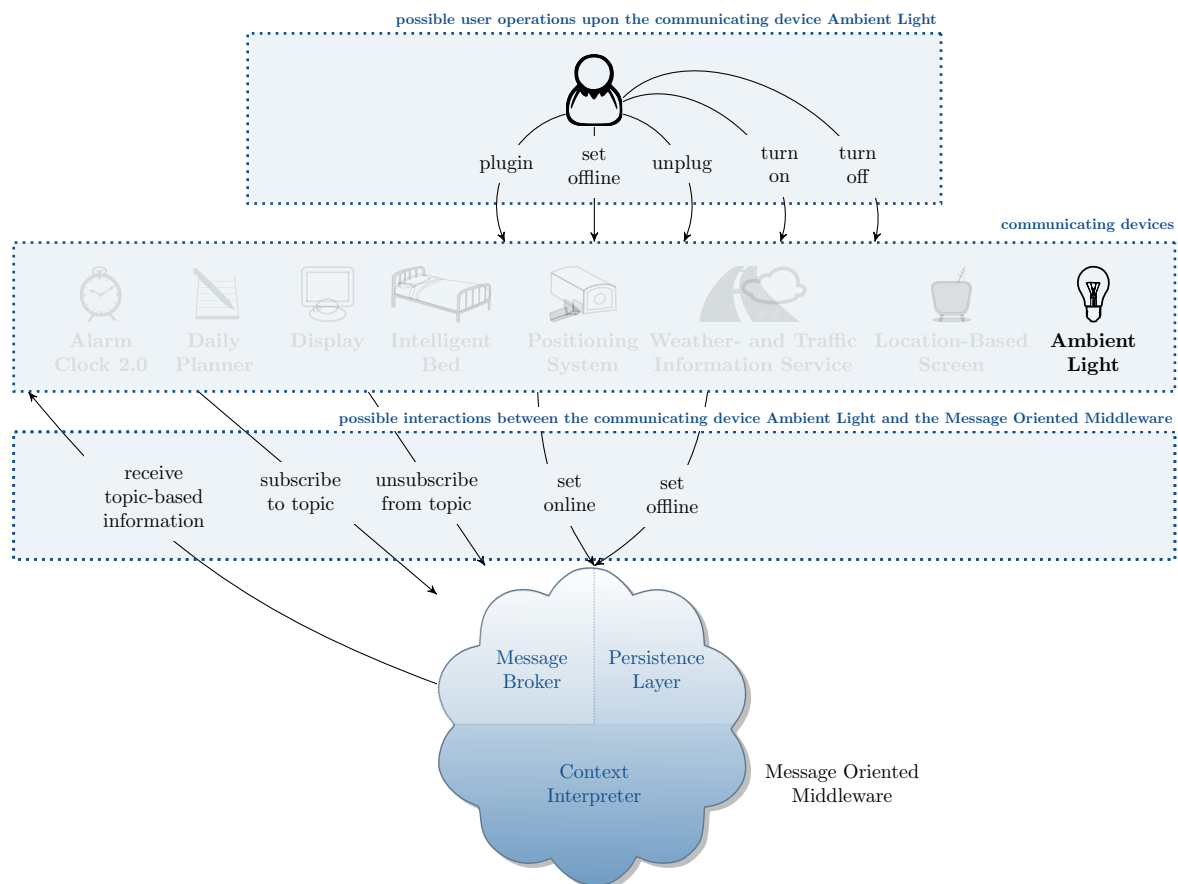 possible user operations upon the communicating device Ambient Light
plugin
set
offline
unplug
turn
on
turn
off
communicating devices
Alarm
Clock 2.0
Daily
Planner
Display
Intelligent
Bed
Positioning
System
Weather- and Traffic
Information Service
Location-Based
Screen
Ambient
Light
possible interactions between the communicating device Ambient Light and the Message Oriented Middleware
receive
topic-based
information
subscribe
to topic
unsubscribe
from topic
set
online
set
offline
Message
Broker
Persistence
Layer
Context
Interpreter
Message Oriented
Middleware